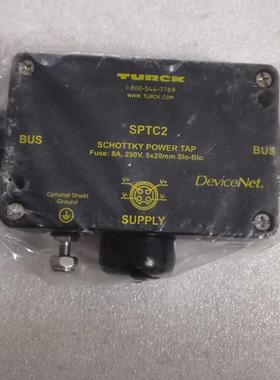 TURCK
1-800-544-7769
WWW.TURCK.COM
SPTC2
BUS
BUS
SCHOTTKY POWER TAP
Fuse: 8A, 250V, 5x20mm Slo-Blo
Optional Shield
Ground
V+ V+
V- V-
DeviceNet.
SUPPLY